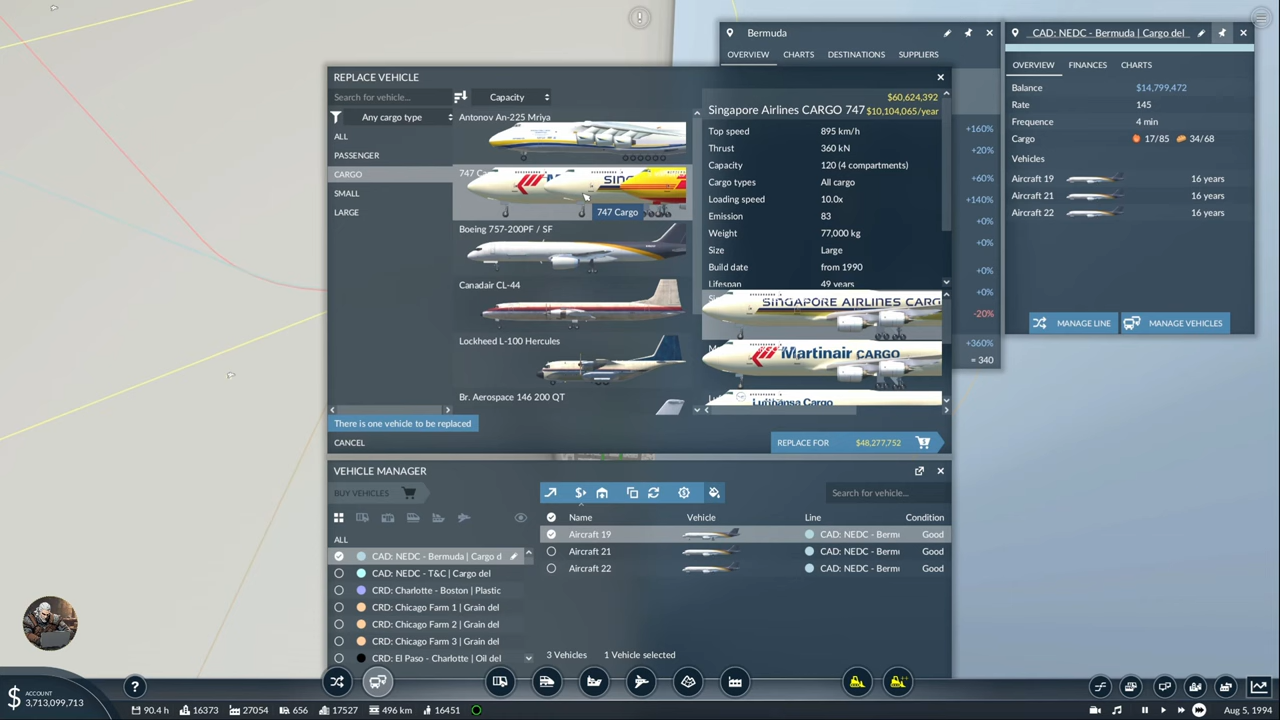 Bermuda
OVERVIEW CHARTS DESTINATIONS SUPPLIERS
+160%
+20%
+60%
+140%
+0%
+0%
+0%
+0%
-20%
+360%
= 340
CAD: NEDC - Bermuda | Cargo del
OVERVIEW FINANCES CHARTS
Balance $14,799,472
Rate 145
Frequency 4 min
Cargo 17/85 34/68
Vehicles
Aircraft 19 16 years
Aircraft 21 16 years
Aircraft 22 16 years
MANAGE LINE MANAGE VEHICLES
REPLACE VEHICLE
Search for vehicle... Capacity
Any cargo type
ALL
PASSENGER
CARGO
SMALL
LARGE
Antonov An-225 Mriya
747 Cargo
Boeing 757-200PF / SF
Canadair CL-44
Lockheed L-100 Hercules
Br. Aerospace 146 200 QT
$60,624,392
Singapore Airlines CARGO 747 $10,104,065/year
Top speed 895 km/h
Thrust 360 kN
Capacity 120 (4 compartments)
Cargo types All cargo
Loading speed 10.0x
Emission 83
Weight 77,000 kg
Size Large
Build date from 1990
Lifespan 49 years
SINGAPORE AIRLINES CARG
Martinair CARGO
Lufthansa Cargo
There is one vehicle to be replaced
CANCEL
REPLACE FOR $48,277,752
VEHICLE MANAGER
BUY VEHICLES
Search for vehicle...
ALL
CAD: NEDC - Bermuda | Cargo d
CAD: NEDC - T&C | Cargo del
CRD: Charlotte - Boston | Plastic
CRD: Chicago Farm 1 | Grain del
CRD: Chicago Farm 2 | Grain del
CRD: Chicago Farm 3 | Grain del
CRD: El Paso - Charlotte | Oil del
Name Vehicle Line Condition
Aircraft 19 CAD: NEDC - Bermu Good
Aircraft 21 CAD: NEDC - Bermu Good
Aircraft 22 CAD: NEDC - Bermu Good
3 Vehicles 1 Vehicle selected
$ ACCOUNT
3,713,099,713
?
90.4 h 16373 27054 656 17527 496 km 16451
Aug 5, 1994